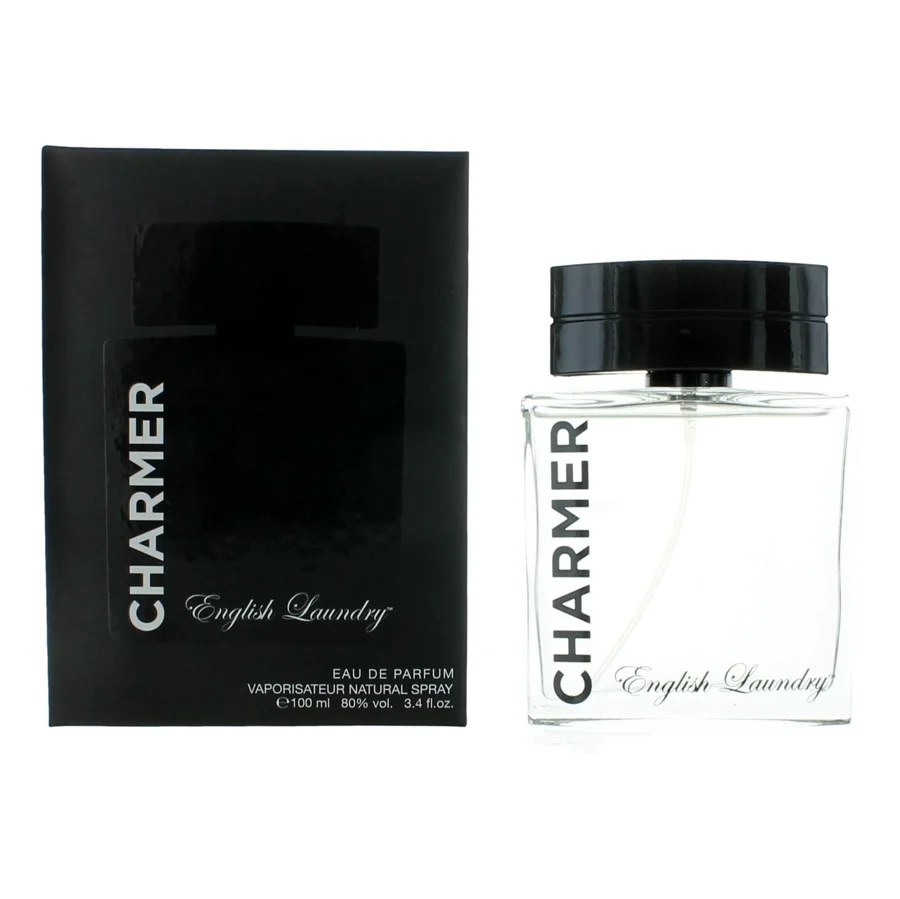 CHARMER
English Laundry™
EAU DE PARFUM
VAPORISATEUR NATURAL SPRAY
℮100 ml 80% vol. 3.4 fl.oz.
CHARMER
English Laundry™